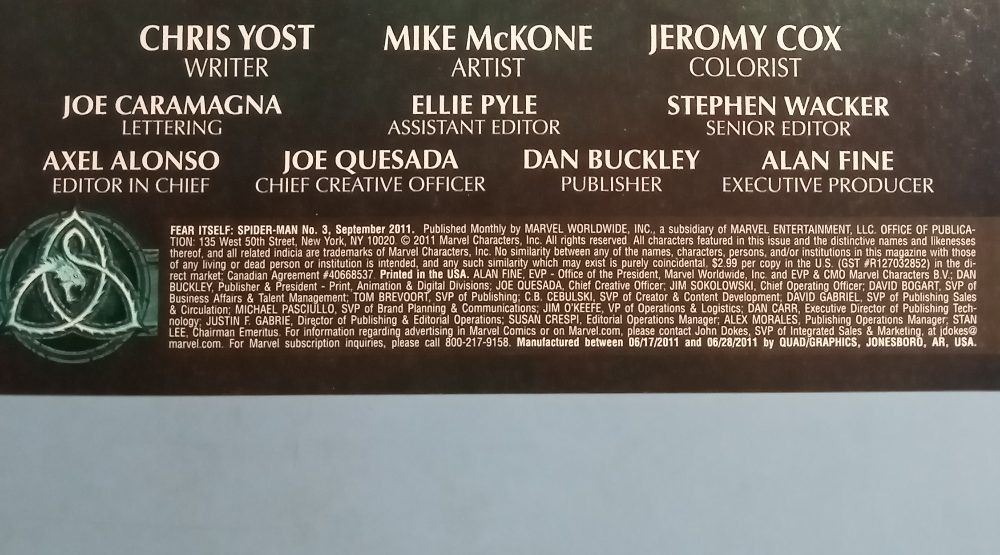 CHRIS YOST MIKE McKONE JEROMY COX
WRITER ARTIST COLORIST
JOE CARAMAGNA ELLIE PYLE STEPHEN WACKER
LETTERING ASSISTANT EDITOR SENIOR EDITOR
AXEL ALONSO JOE QUESADA DAN BUCKLEY ALAN FINE
EDITOR IN CHIEF CHIEF CREATIVE OFFICER PUBLISHER EXECUTIVE PRODUCER
FEAR ITSELF: SPIDER-MAN No. 3, September 2011. Published Monthly by MARVEL WORLDWIDE, INC., a subsidiary of MARVEL ENTERTAINMENT, LLC. OFFICE OF PUBLICA-
TION: 135 West 50th Street, New York, NY 10020. © 2011 Marvel Characters, Inc. All rights reserved. All characters featured in this issue and the distinctive names and likenesses
thereof, and all related indicia are trademarks of Marvel Characters, Inc. No similarity between any of the names, characters, persons, and/or institutions in this magazine with those
of any living or dead person or institution is intended, and any such similarity which may exist is purely coincidental. $2.99 per copy in the U.S. (GST #R127032852) in the di-
rect market; Canadian Agreement #40668537. Printed in the USA. ALAN FINE, EVP - Office of the President, Marvel Worldwide, Inc. and EVP & CMO Marvel Characters B.V.; DAN
BUCKLEY, Publisher & President - Print, Animation & Digital Divisions; JOE QUESADA, Chief Creative Officer; JIM SOKOLOWSKI, Chief Operating Officer; DAVID BOGART, SVP of
Business Affairs & Talent Management; TOM BREVOORT, SVP of Publishing; C.B. CEBULSKI, SVP of Creator & Content Development; DAVID GABRIEL, SVP of Publishing Sales
& Circulation; MICHAEL PASCIULLO, SVP of Brand Planning & Communications; JIM O'KEEFE, VP of Operations & Logistics; DAN CARR, Executive Director of Publishing Tech-
nology; JUSTIN F. GABRIE, Director of Publishing & Editorial Operations; SUSAN CRESPI, Editorial Operations Manager; ALEX MORALES, Publishing Operations Manager; STAN
LEE, Chairman Emeritus. For information regarding advertising in Marvel Comics or on Marvel.com, please contact John Dokes, SVP of Integrated Sales & Marketing, at jdokes@
marvel.com. For Marvel subscription inquiries, please call 800-217-9158. Manufactured between 06/17/2011 and 06/28/2011 by QUAD/GRAPHICS, JONESBORO, AR, USA.